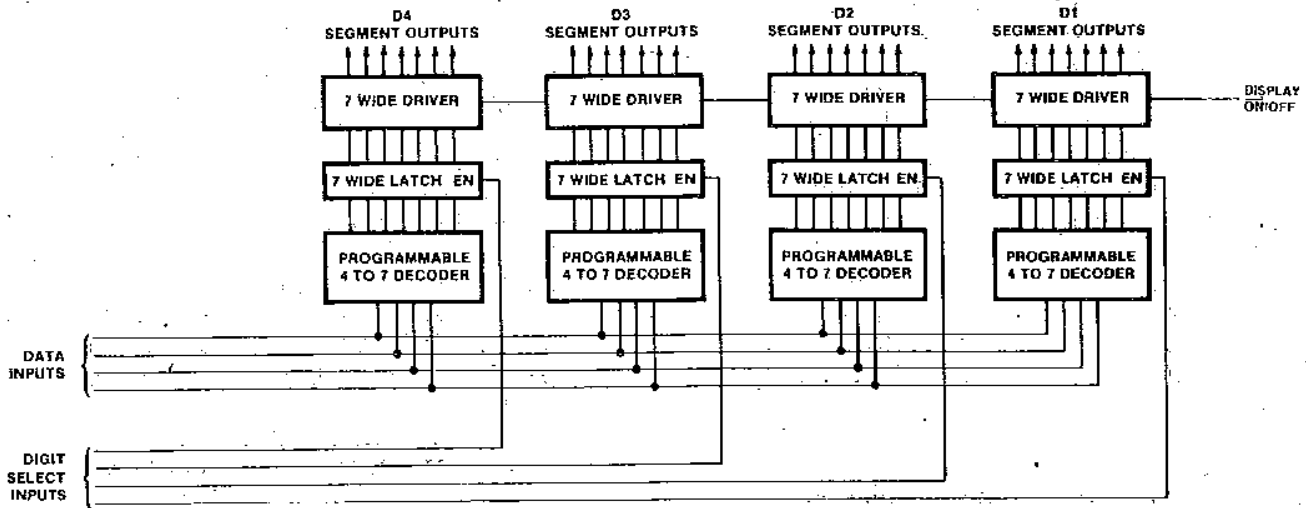 D4
SEGMENT OUTPUTS
D3
SEGMENT OUTPUTS
D2
SEGMENT OUTPUTS
D1
SEGMENT OUTPUTS
7 WIDE DRIVER
7 WIDE DRIVER
7 WIDE DRIVER
7 WIDE DRIVER
DISPLAY
ON/OFF
7 WIDE LATCH EN
7 WIDE LATCH EN
7 WIDE LATCH EN
7 WIDE LATCH EN
PROGRAMMABLE
4 TO 7 DECODER
PROGRAMMABLE
4 TO 7 DECODER
PROGRAMMABLE
4 TO 7 DECODER
PROGRAMMABLE
4 TO 7 DECODER
DATA
INPUTS
DIGIT
SELECT
INPUTS